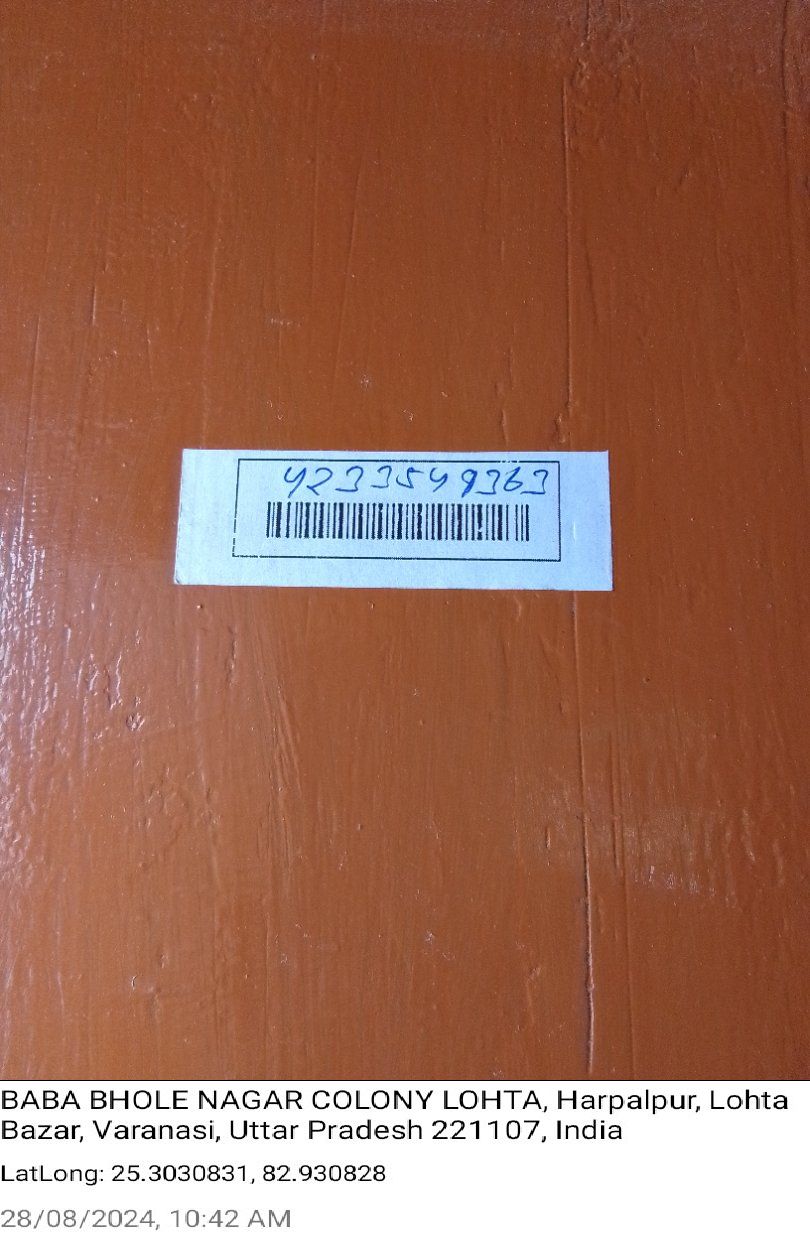 4233549363
BABA BHOLE NAGAR COLONY LOHTA, Harpalpur, Lohta
Bazar, Varanasi, Uttar Pradesh 221107, India
LatLong: 25.3030831, 82.930828
28/08/2024, 10:42 AM